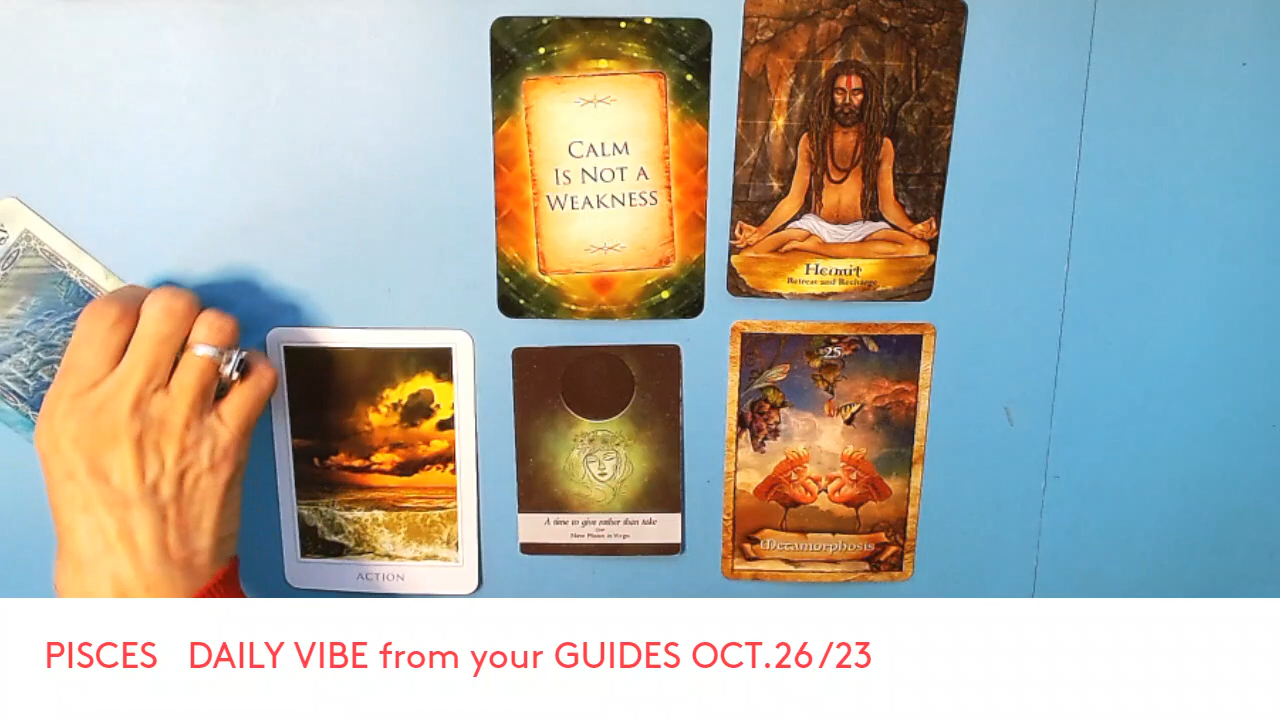 CALM
IS NOT A
WEAKNESS
Hermit
Retreat and Recharge
ACTION
A time to give rather than take
New Moon in Virgo
25
Metamorphosis
PISCES DAILY VIBE from your GUIDES OCT.26/23